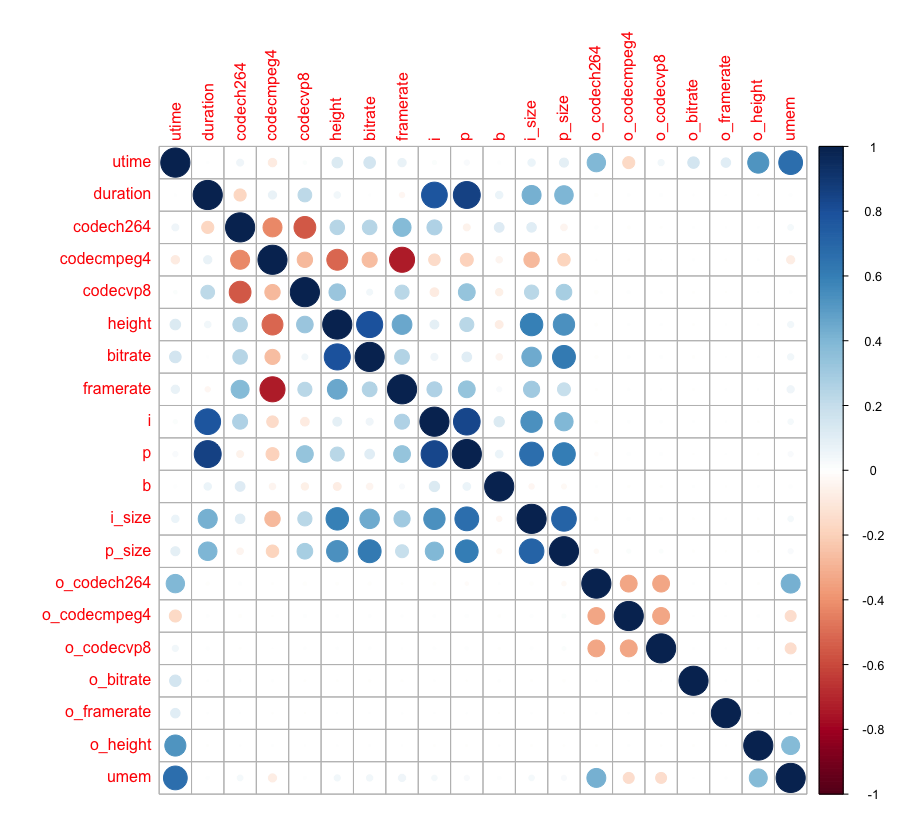 utime
duration
codech264
codecmpeg4
codecvp8
height
bitrate
framerate
i
p
b
i_size
p_size
o_codech264
o_codecmpeg4
o_codecvp8
o_bitrate
o_framerate
o_height
umem
utime
duration
codech264
codecmpeg4
codecvp8
height
bitrate
framerate
i
p
b
i_size
p_size
o_codech264
o_codecmpeg4
o_codecvp8
o_bitrate
o_framerate
o_height
umem
1
0.8
0.6
0.4
0.2
0
-0.2
-0.4
-0.6
-0.8
-1